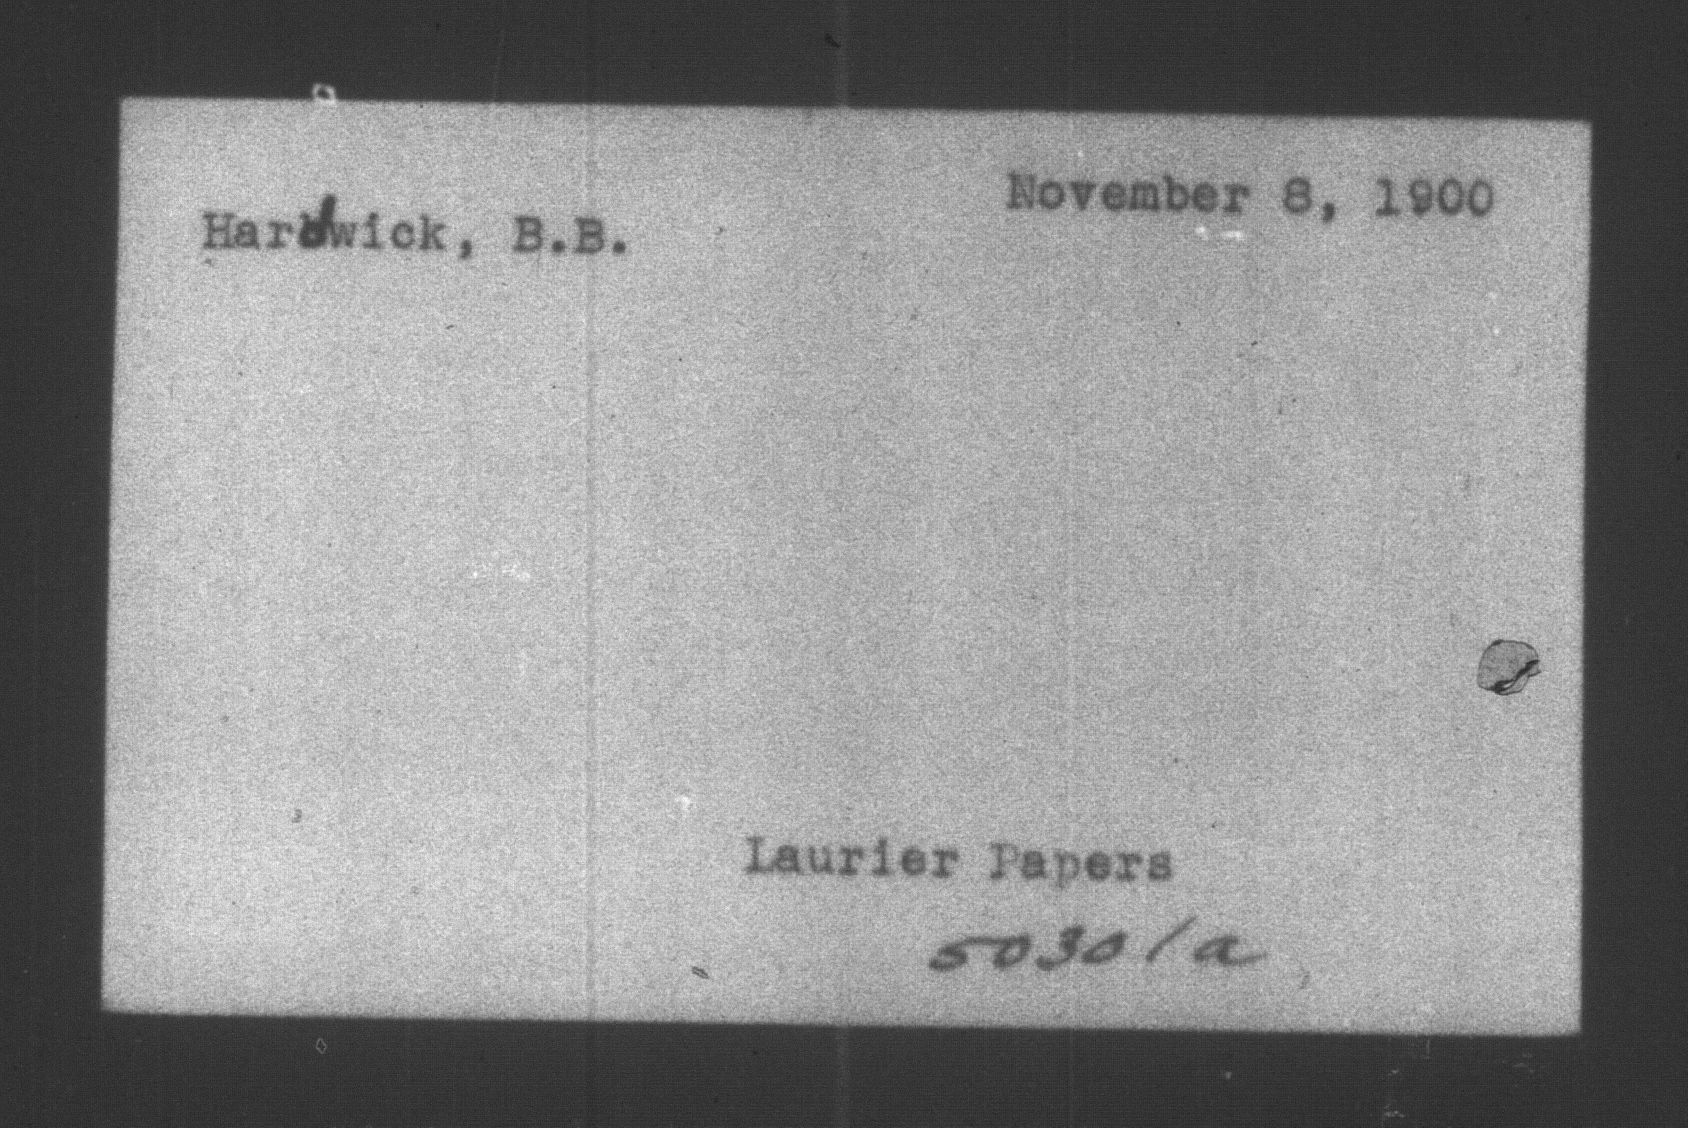 Hardwick, B.B.
November 8, 1900
Laurier Papers
50301a